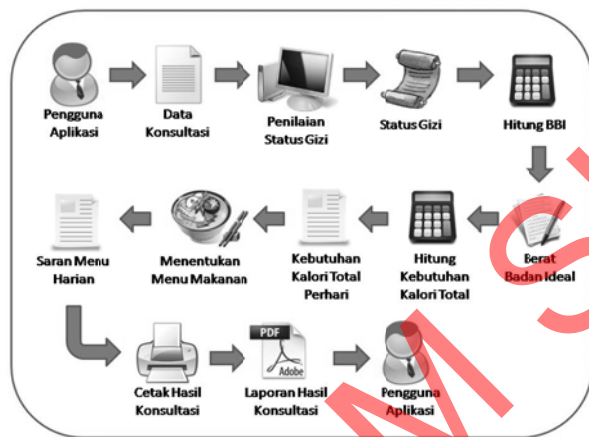 Pengguna
Aplikasi
Data
Konsultasi
Penilaian
Status Gizi
Status Gizi
Hitung BBI
Saran Menu
Harian
Menentukan
Menu Makanan
Kebutuhan
Kalori Total
Perhari
Hitung
Kebutuhan
Kalori Total
Berat
Badan Ideal
PDF
Adobe
Cetak Hasil
Konsultasi
Laporan Hasil
Konsultasi
Pengguna
Aplikasi
M S